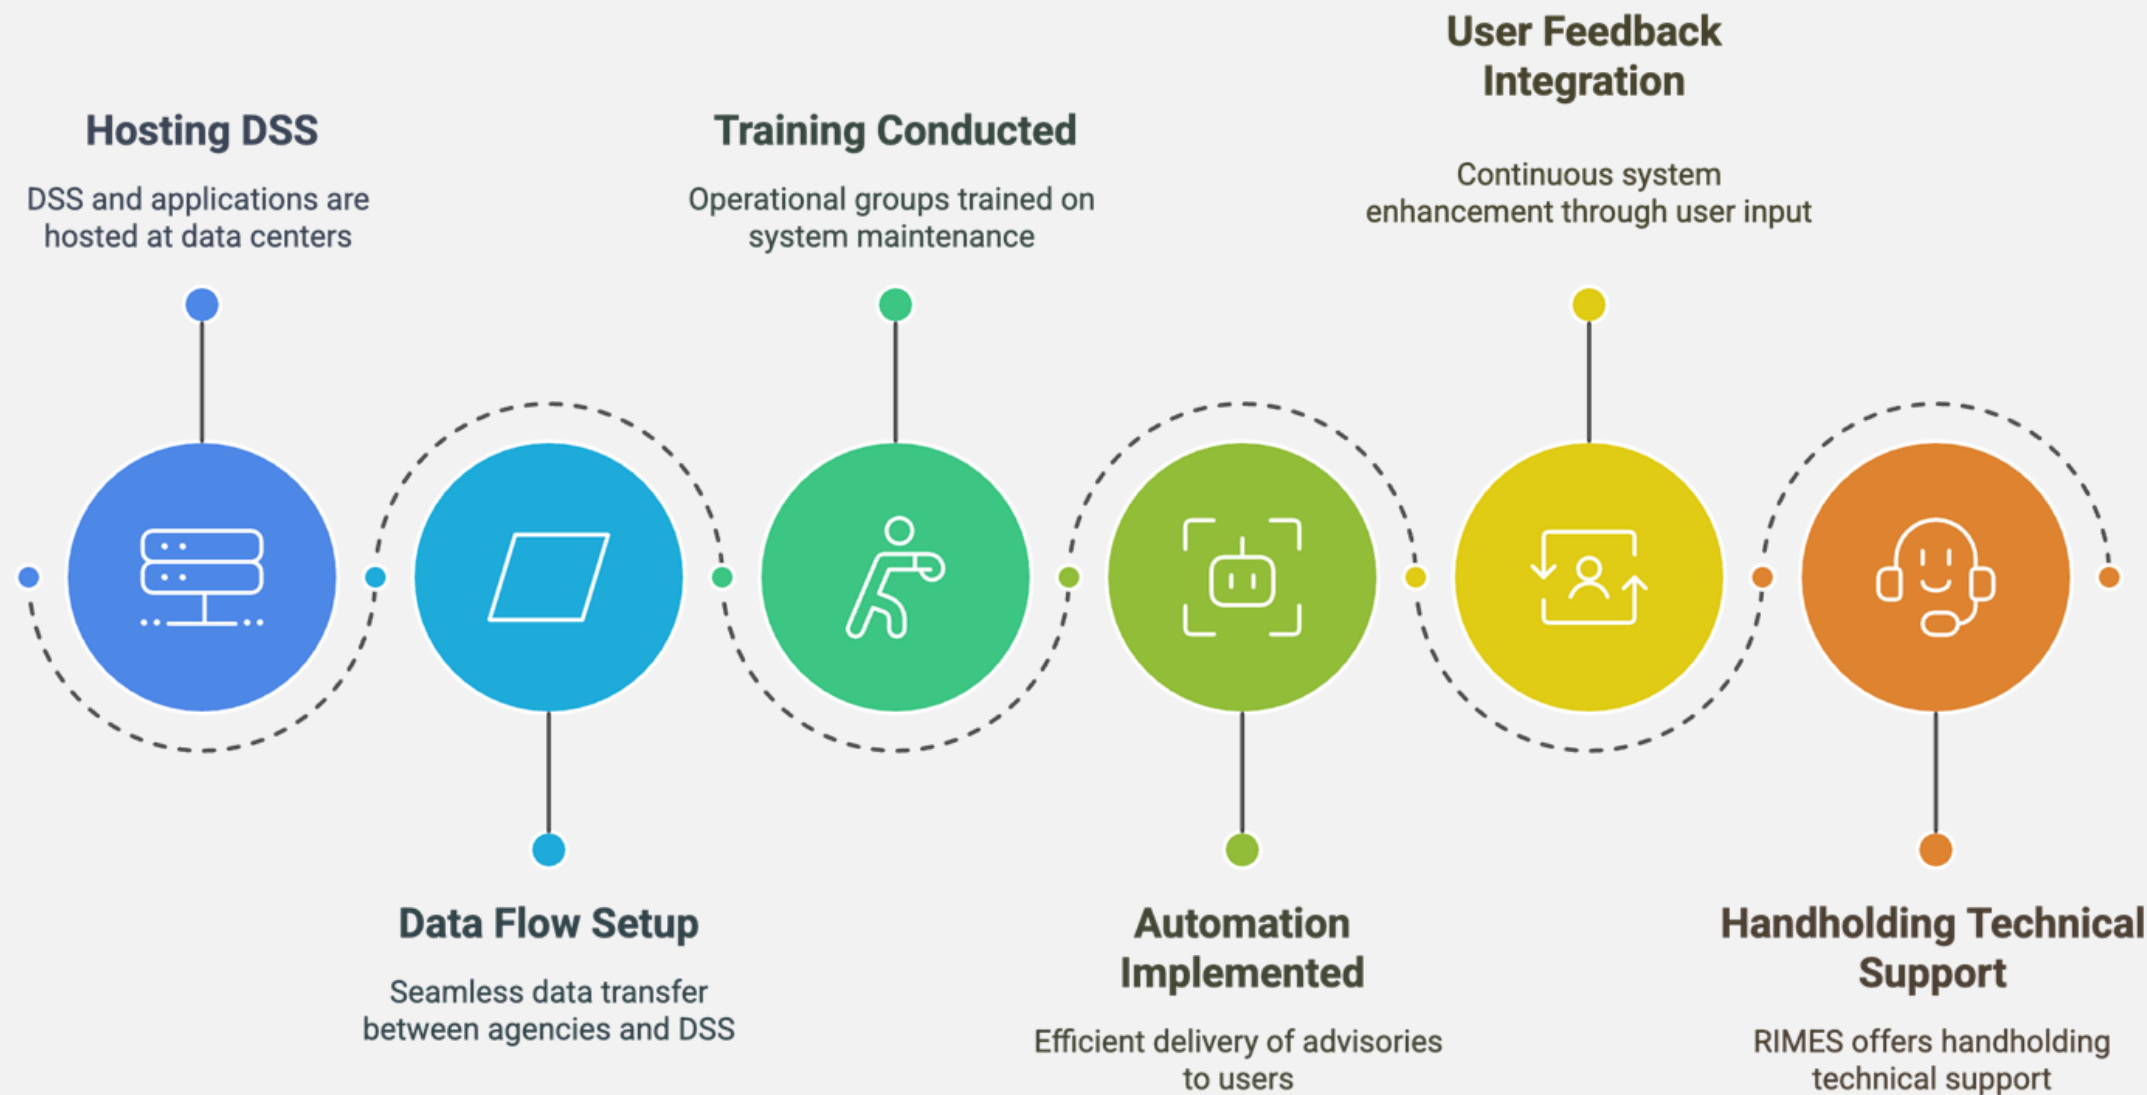 Hosting DSS
DSS and applications are
hosted at data centers
Data Flow Setup
Seamless data transfer
between agencies and DSS
Training Conducted
Operational groups trained on
system maintenance
Automation
Implemented
Efficient delivery of advisories
to users
User Feedback
Integration
Continuous system
enhancement through user input
Handholding Technical
Support
RIMES offers handholding
technical support